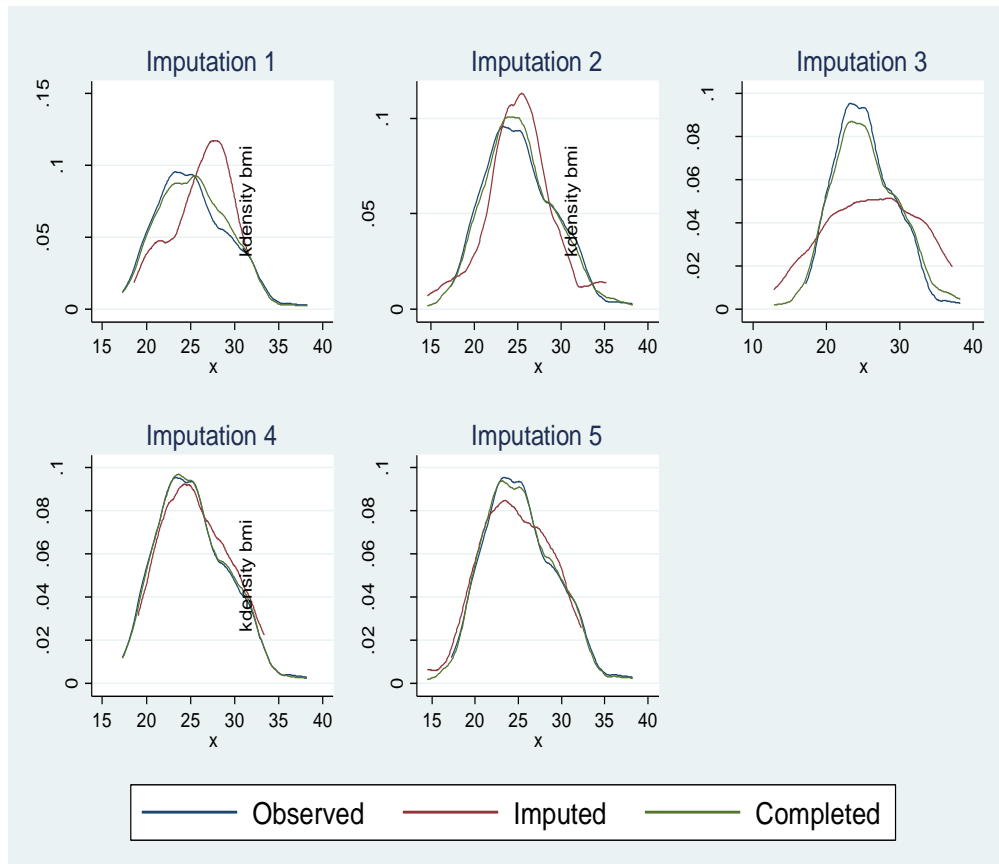 Imputation 1
0 .05 .1 .15
kdensity bmi
15 20 25 30 35 40
x
Imputation 2
0 .05 .1
kdensity bmi
15 20 25 30 35 40
x
Imputation 3
0 .02 .04 .06 .08 .1
10 20 30 40
x
Imputation 4
0 .02 .04 .06 .08 .1
kdensity bmi
15 20 25 30 35 40
x
Imputation 5
0 .02 .04 .06 .08 .1
15 20 25 30 35 40
x
Observed Imputed Completed